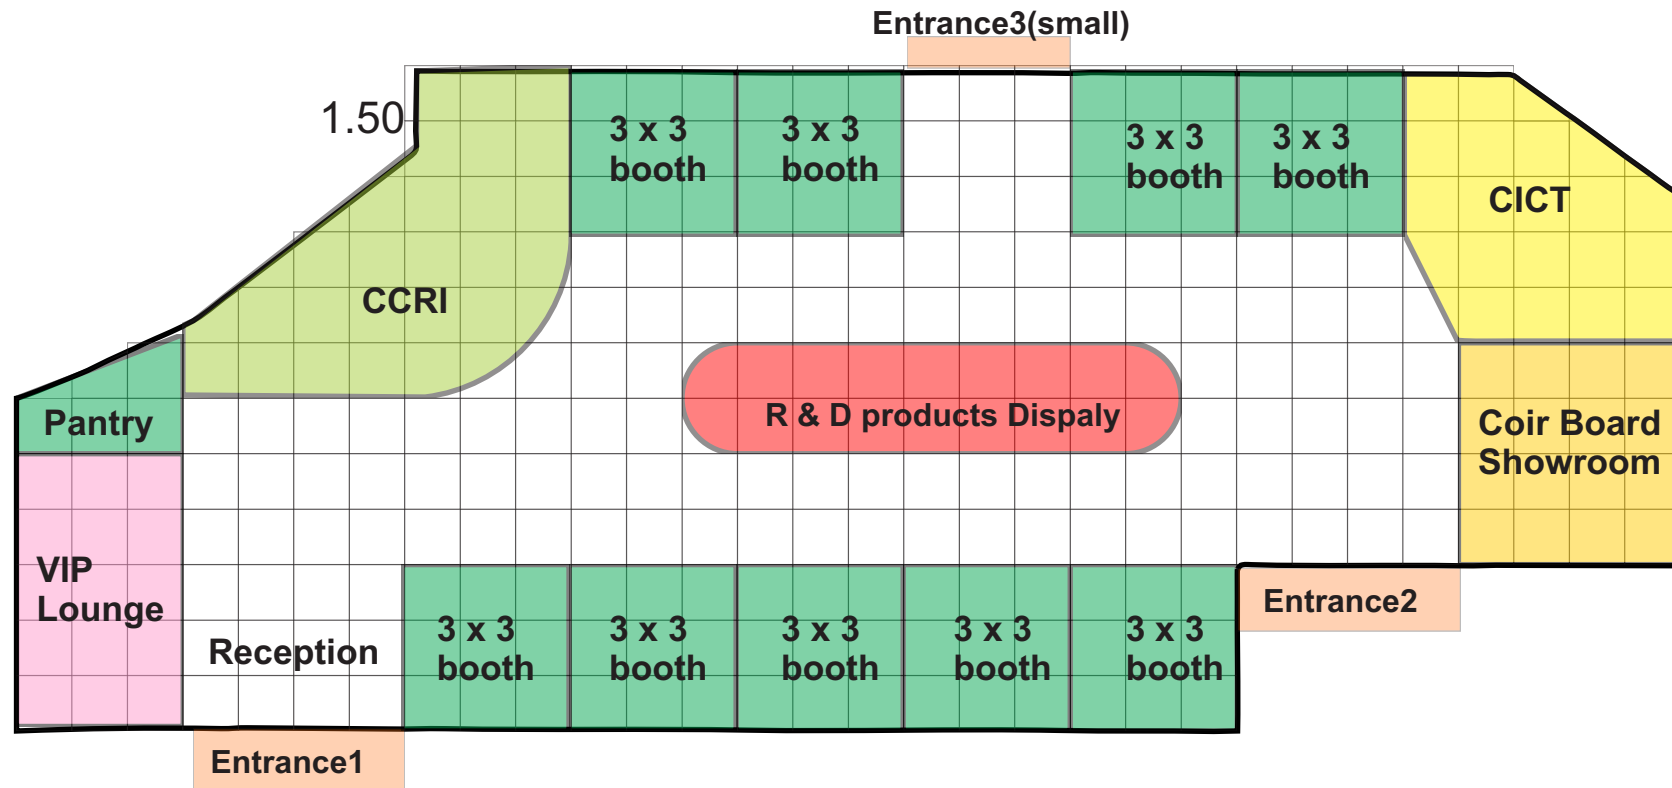 Entrance3(small)
1.50
3 x 3
booth
3 x 3
booth
3 x 3
booth
3 x 3
booth
CICT
CCRI
R & D products Dispaly
Pantry
Coir Board
Showroom
VIP
Lounge
Reception
3 x 3
booth
3 x 3
booth
3 x 3
booth
3 x 3
booth
3 x 3
booth
Entrance2
Entrance1